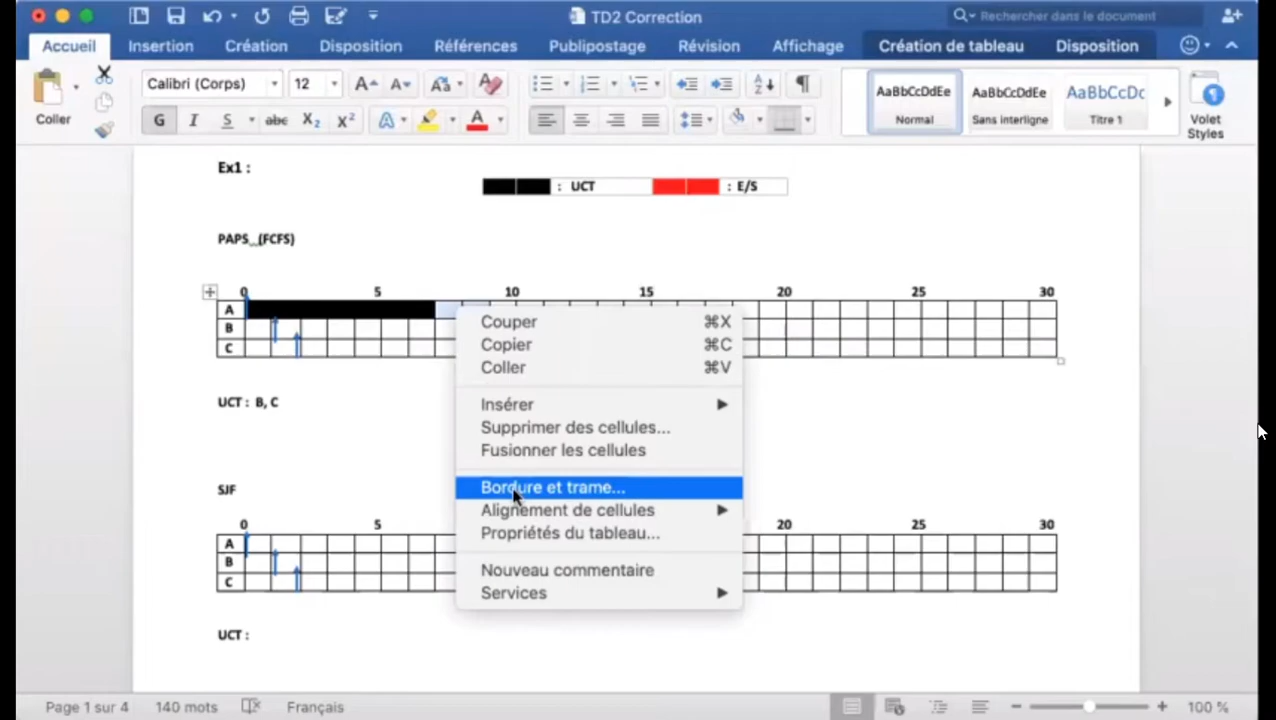 TD2 Correction
Rechercher dans le document
Accueil Insertion Création Disposition Références Publipostage Révision Affichage Création de tableau Disposition
Coller
Calibri (Corps) 12
G I S abc X2 X2 A A
AaBbCcDdEe AaBbCcDdEe AaBbCcDc
Normal Sans interligne Titre 1
Volet Styles
Ex1 :
: UCT : E/S
PAPS (FCFS)
0 5 10 15 20 25 30
A
B
C
UCT : B, C
SJF
0 5 20 25 30
A
B
C
UCT :
Couper ⌘X
Copier ⌘C
Coller ⌘V
Insérer
Supprimer des cellules...
Fusionner les cellules
Bordure et trame...
Alignement de cellules
Propriétés du tableau...
Nouveau commentaire
Services
Page 1 sur 4 140 mots Français 100 %